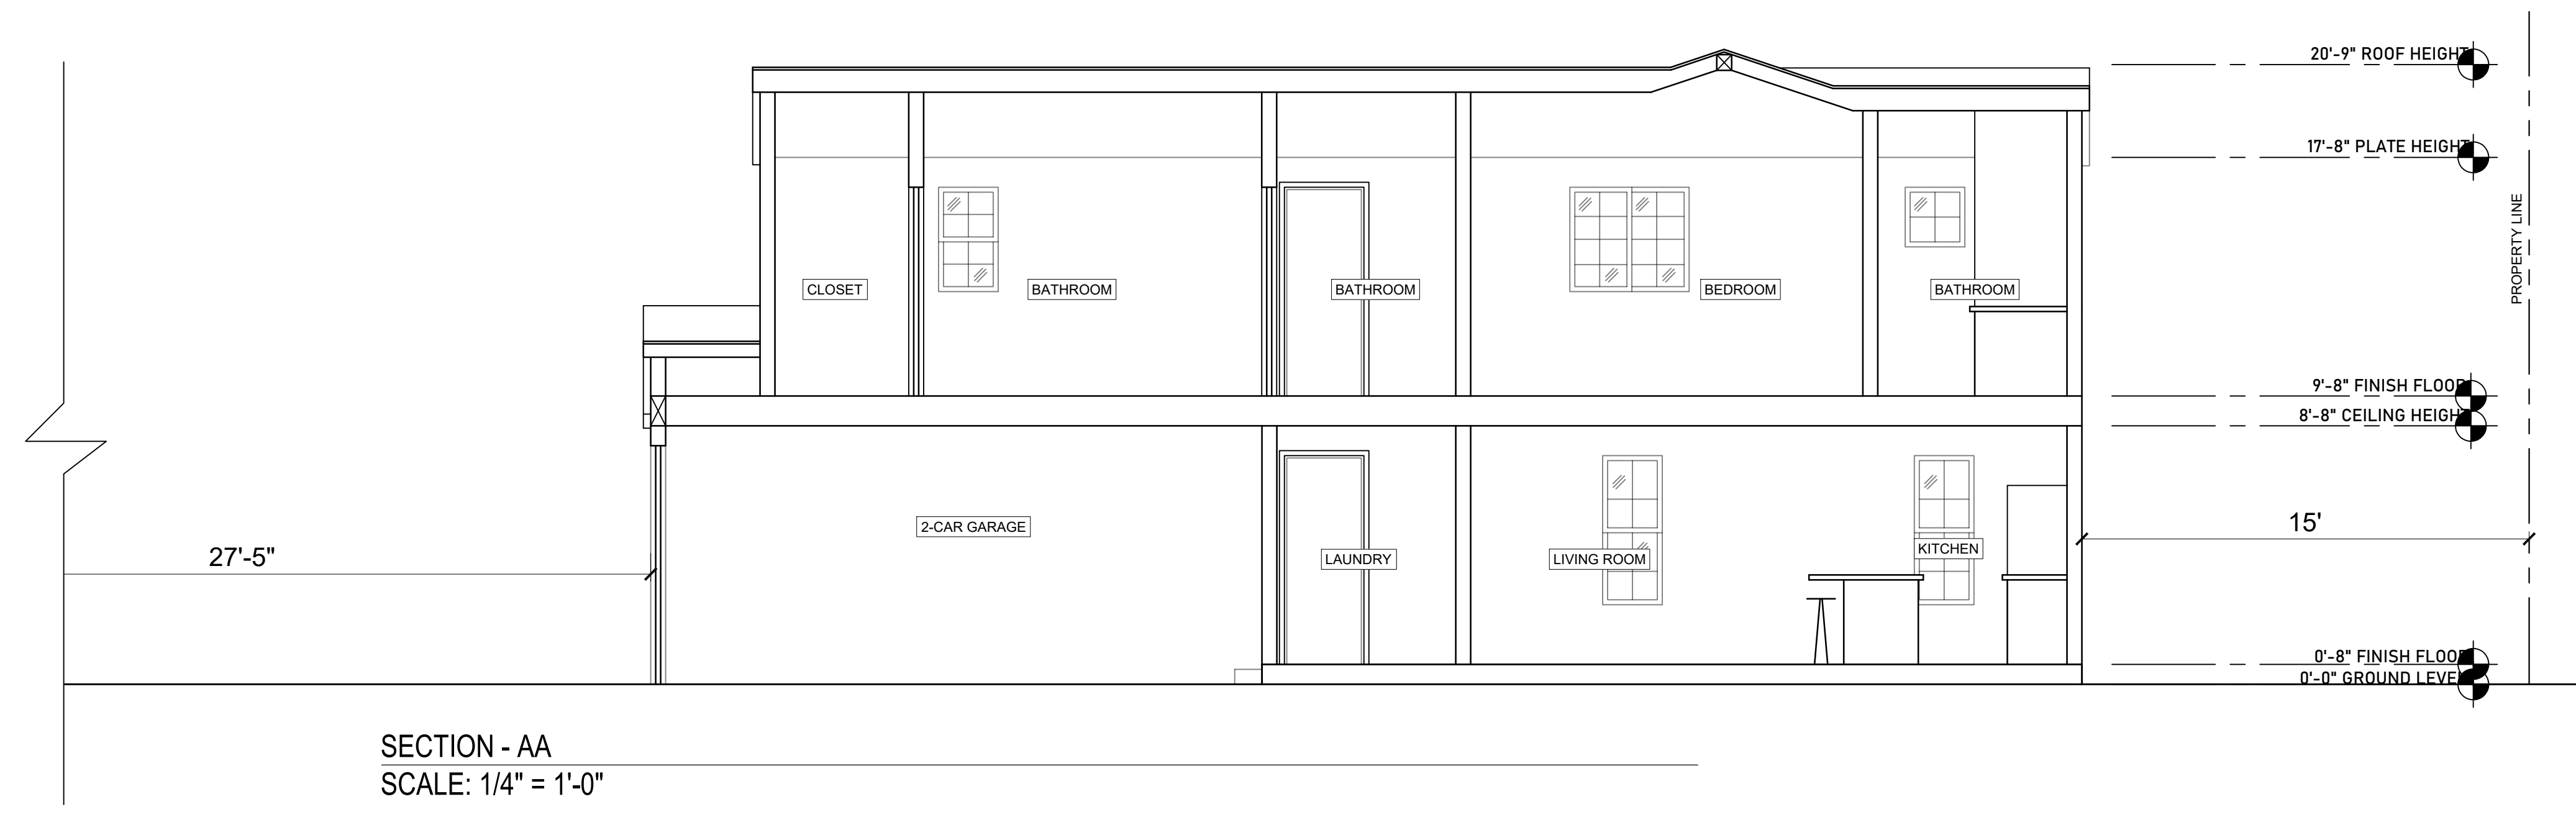 20'-9" ROOF HEIGHT
17'-8" PLATE HEIGHT
PROPERTY LINE
CLOSET
BATHROOM
BATHROOM
BEDROOM
BATHROOM
9'-8" FINISH FLOOR
8'-8" CEILING HEIGHT
2-CAR GARAGE
15'
27'-5"
LAUNDRY
LIVING ROOM
KITCHEN
0'-8" FINISH FLOOR
0'-0" GROUND LEVEL
SECTION - AA
SCALE: 1/4" = 1'-0"